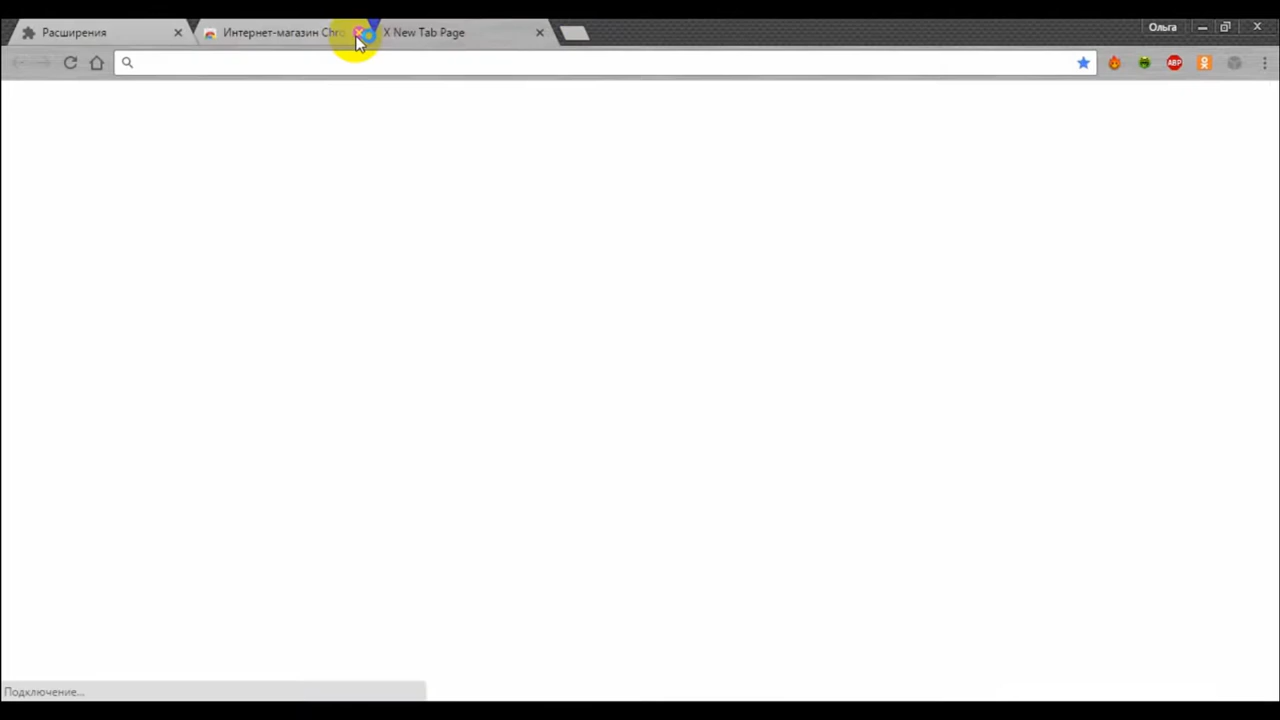 Расширения
Интернет-магазин Chro
X New Tab Page
Ольга
ABP
Подключение...